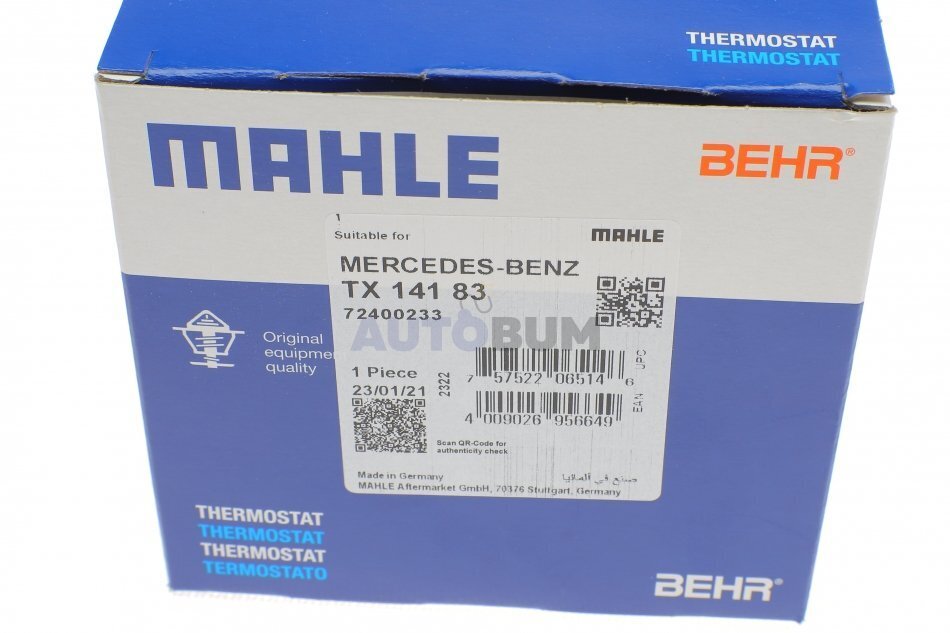 THERMOSTAT
THERMOSTAT
MAHLE
BEHR®
1
Suitable for
MAHLE
MERCEDES-BENZ
TX 141 83
72400233
AUTOBUM
Original
equipmen
quality
1 Piece
23/01/21
2322
7 57522 06514 6
UPC
4 009026 956649
EAN
Scan QR-Code for
authenticity check
Made in Germany
صنع في ألمانيا
MAHLE Aftermarket GmbH, 70376 Stuttgart, Germany
THERMOSTAT
THERMOSTAT
THERMOSTAT
TERMOSTATO
BEHR®